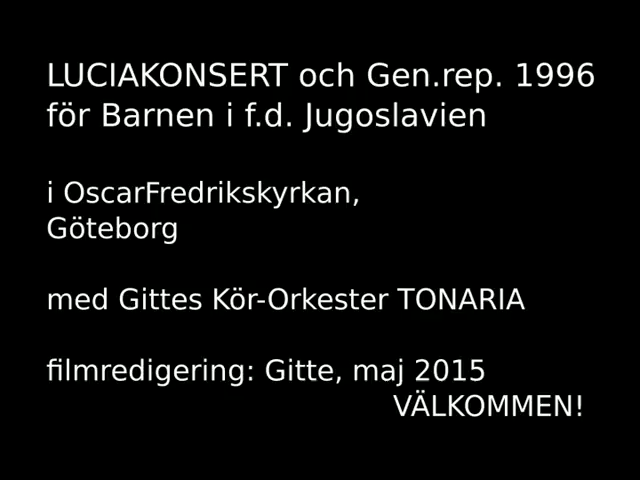 LUCIAKONSERT och Gen.rep. 1996
för Barnen i f.d. Jugoslavien
i OscarFredrikskyrkan,
Göteborg
med Gittes Kör-Orkester TONARIA
filmredigering: Gitte, maj 2015
VÄLKOMMEN!